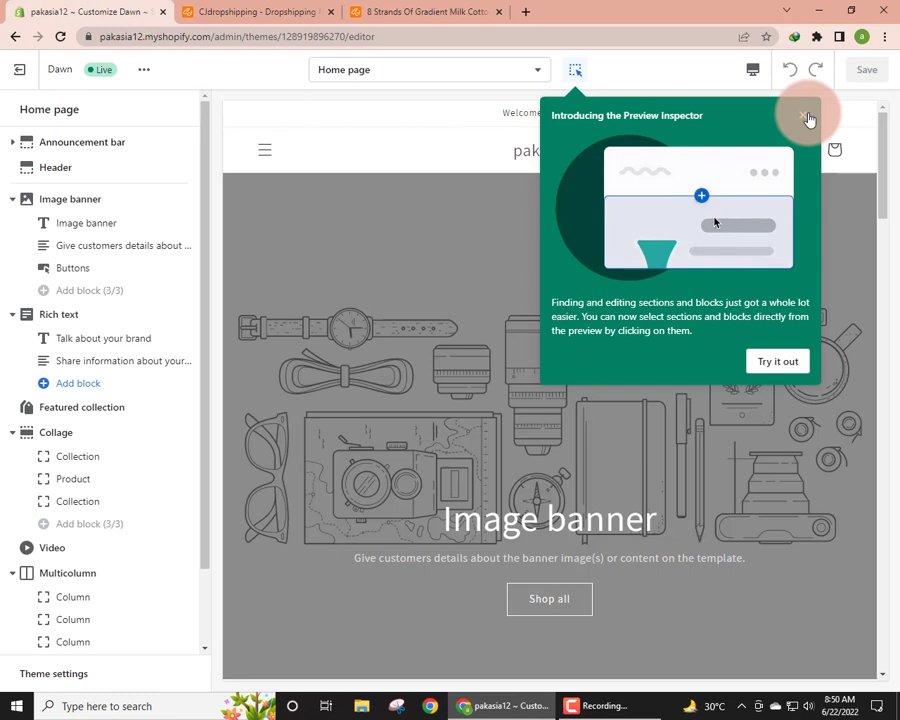 pakasia12 ~ Customize Dawn ~ S
CJdropshipping - Dropshipping f
8 Strands Of Gradient Milk Cotto
pakasia12.myshopify.com/admin/themes/128919896270/editor
a
Dawn
Live
Home page
Save
Home page
Announcement bar
Header
Image banner
Image banner
Give customers details about ...
Buttons
Add block (3/3)
Rich text
Talk about your brand
Share information about your...
Add block
Featured collection
Collage
Collection
Product
Collection
Add block (3/3)
Video
Multicolumn
Column
Column
Column
Theme settings
Welcome
Introducing the Preview Inspector
Finding and editing sections and blocks just got a whole lot
easier. You can now select sections and blocks directly from
the preview by clicking on them.
Try it out
Image banner
Give customers details about the banner image(s) or content on the template.
Shop all
Type here to search
pakasia12 ~ Custo...
Recording...
30°C
8:50 AM
6/22/2022